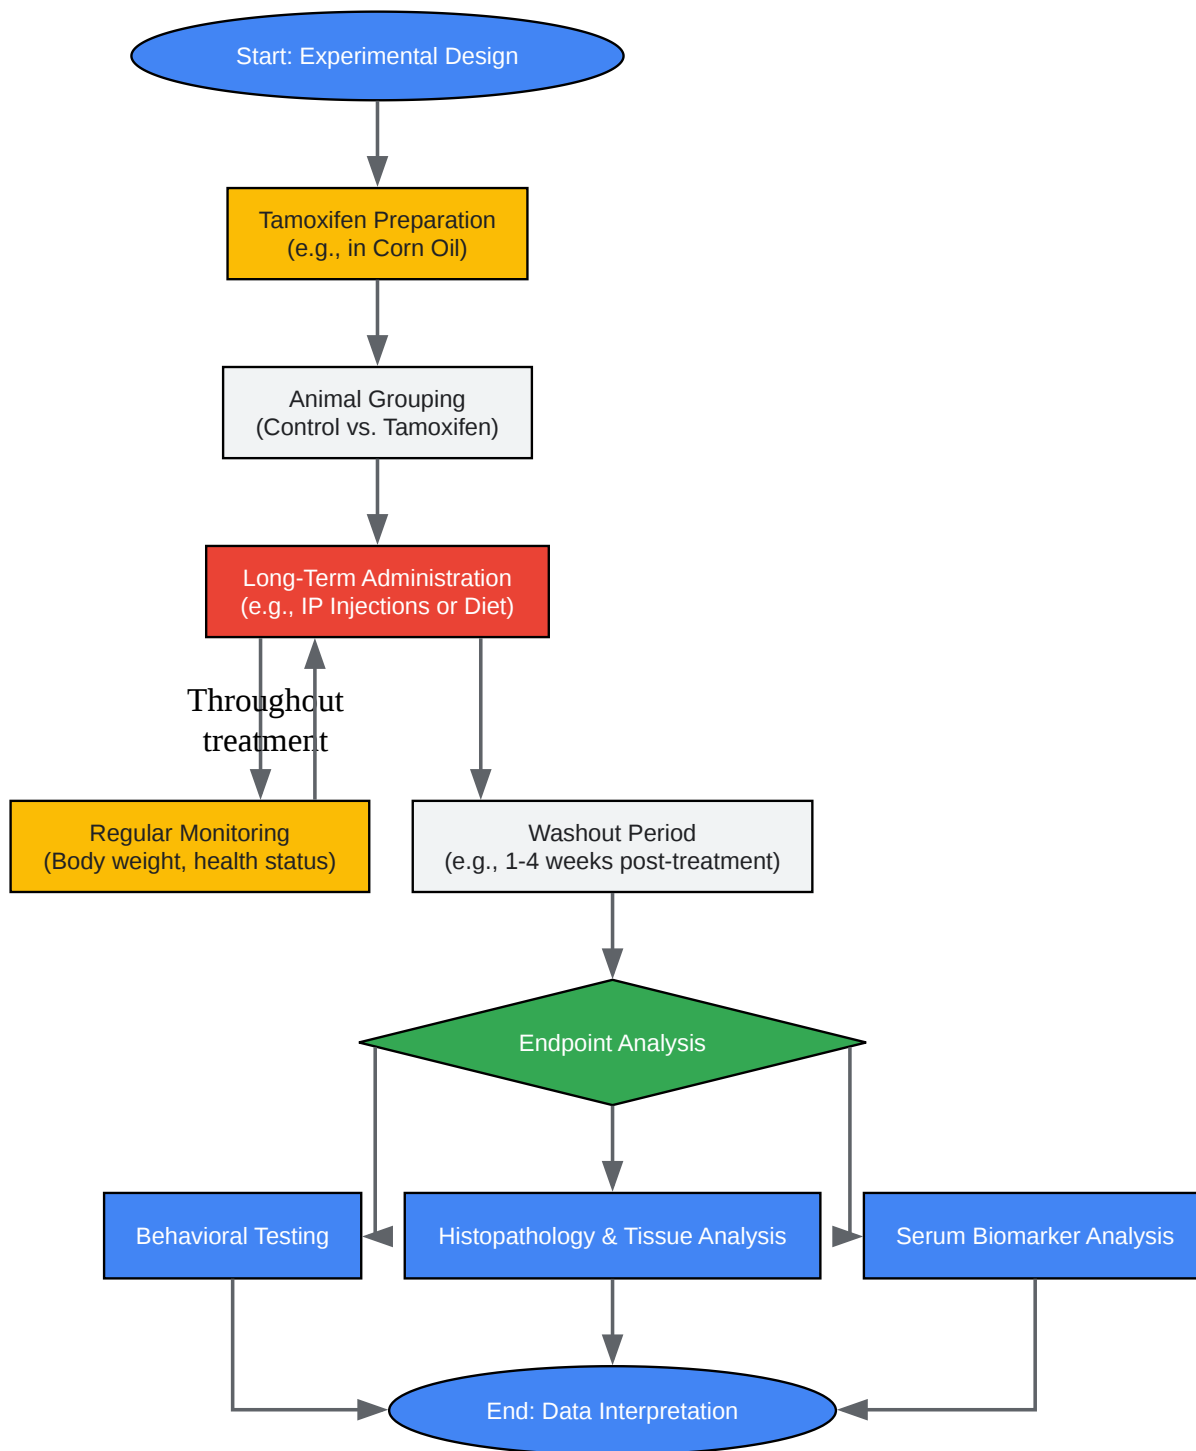 Start: Experimental Design
Tamoxifen Preparation
(e.g., in Corn Oil)
Animal Grouping
(Control vs. Tamoxifen)
Long-Term Administration
(e.g., IP Injections or Diet)
Throughout
treatment
Regular Monitoring
(Body weight, health status)
Washout Period
(e.g., 1-4 weeks post-treatment)
Endpoint Analysis
Behavioral Testing
Histopathology & Tissue Analysis
Serum Biomarker Analysis
End: Data Interpretation